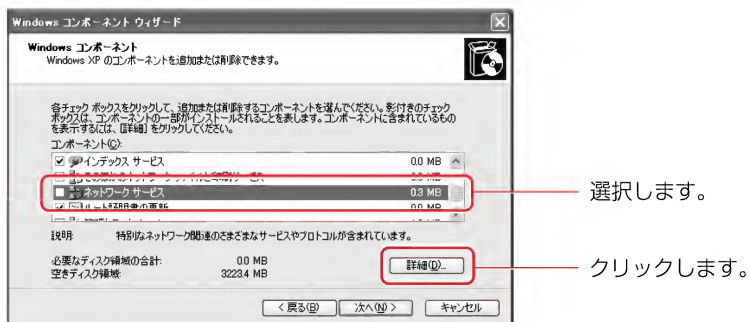 Windows コンポーネント ウィザード
Windows コンポーネント
Windows XP のコンポーネントを追加または削除できます。
各チェック ボックスをクリックして、追加または削除するコンポーネントを選んでください。影付きのチェック
ボックスは、コンポーネントの一部がインストールされることを表します。コンポーネントに含まれているもの
を表示するには、[詳細] をクリックしてください。
コンポーネント(C):
インデックス サービス 0.0 MB
ネットワーク サービス 0.3 MB
選択します。
ルート証明書の更新 0.0 MB
説明: 特別なネットワーク関連のさまざまなサービスやプロトコルが含まれています。
必要なディスク領域の合計: 0.0 MB
空きディスク領域: 3223.4 MB
詳細(D)...
クリックします。
< 戻る(B) 次へ(N) > キャンセル